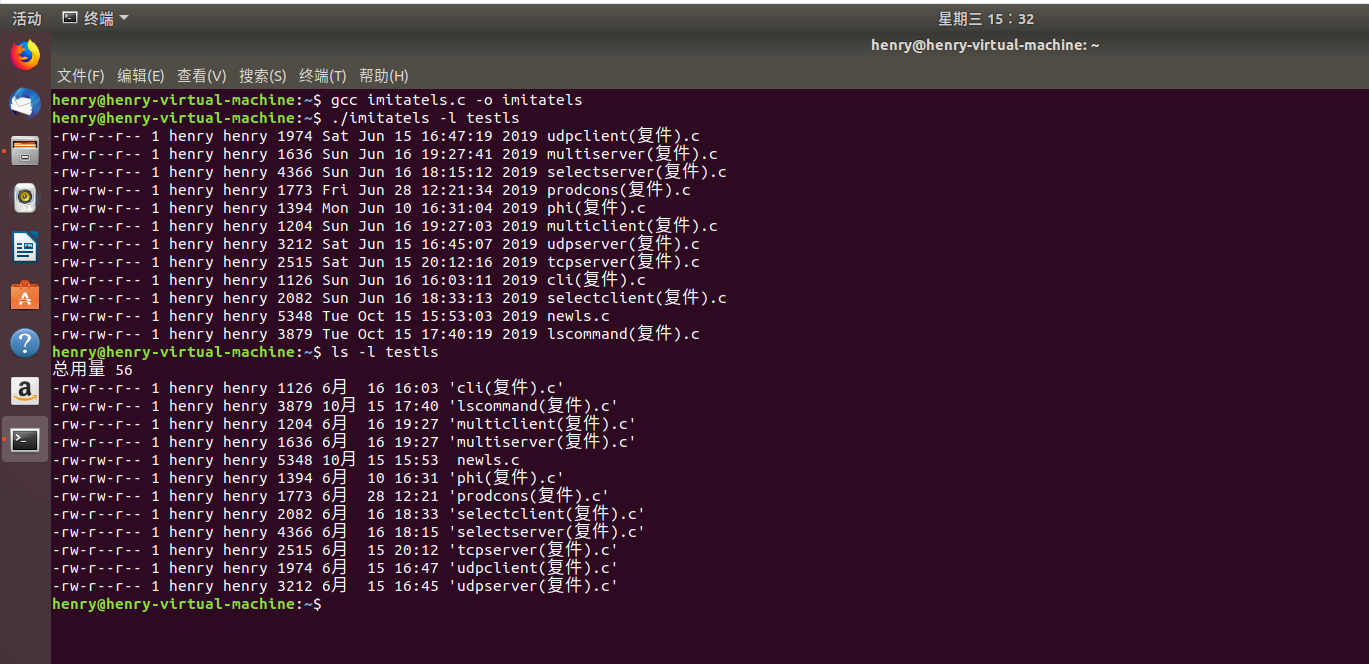 活动 终端 星期三 15：32
henry@henry-virtual-machine: ~
文件(F) 编辑(E) 查看(V) 搜索(S) 终端(T) 帮助(H)
henry@henry-virtual-machine:~$ gcc imitatels.c -o imitatels
henry@henry-virtual-machine:~$ ./imitatels -l testls
-rw-r--r-- 1 henry henry 1974 Sat Jun 15 16:47:19 2019 udpclient(复件).c
-rw-r--r-- 1 henry henry 1636 Sun Jun 16 19:27:41 2019 multiserver(复件).c
-rw-r--r-- 1 henry henry 4366 Sun Jun 16 18:15:12 2019 selectserver(复件).c
-rw-rw-r-- 1 henry henry 1773 Fri Jun 28 12:21:34 2019 prodcons(复件).c
-rw-rw-r-- 1 henry henry 1394 Mon Jun 10 16:31:04 2019 phi(复件).c
-rw-rw-r-- 1 henry henry 1204 Sun Jun 16 19:27:03 2019 multiclient(复件).c
-rw-r--r-- 1 henry henry 3212 Sat Jun 15 16:45:07 2019 udpserver(复件).c
-rw-r--r-- 1 henry henry 2515 Sat Jun 15 20:12:16 2019 tcpserver(复件).c
-rw-r--r-- 1 henry henry 1126 Sun Jun 16 16:03:11 2019 cli(复件).c
-rw-r--r-- 1 henry henry 2082 Sun Jun 16 18:33:13 2019 selectclient(复件).c
-rw-rw-r-- 1 henry henry 5348 Tue Oct 15 15:53:03 2019 newls.c
-rw-rw-r-- 1 henry henry 3879 Tue Oct 15 17:40:19 2019 lscommand(复件).c
henry@henry-virtual-machine:~$ ls -l testls
总用量 56
-rw-r--r-- 1 henry henry 1126 6月  16 16:03 'cli(复件).c'
-rw-rw-r-- 1 henry henry 3879 10月 15 17:40 'lscommand(复件).c'
-rw-rw-r-- 1 henry henry 1204 6月  16 19:27 'multiclient(复件).c'
-rw-r--r-- 1 henry henry 1636 6月  16 19:27 'multiserver(复件).c'
-rw-rw-r-- 1 henry henry 5348 10月 15 15:53  newls.c
-rw-rw-r-- 1 henry henry 1394 6月  10 16:31 'phi(复件).c'
-rw-rw-r-- 1 henry henry 1773 6月  28 12:21 'prodcons(复件).c'
-rw-r--r-- 1 henry henry 2082 6月  16 18:33 'selectclient(复件).c'
-rw-r--r-- 1 henry henry 4366 6月  16 18:15 'selectserver(复件).c'
-rw-r--r-- 1 henry henry 2515 6月  15 20:12 'tcpserver(复件).c'
-rw-r--r-- 1 henry henry 1974 6月  15 16:47 'udpclient(复件).c'
-rw-r--r-- 1 henry henry 3212 6月  15 16:45 'udpserver(复件).c'
henry@henry-virtual-machine:~$